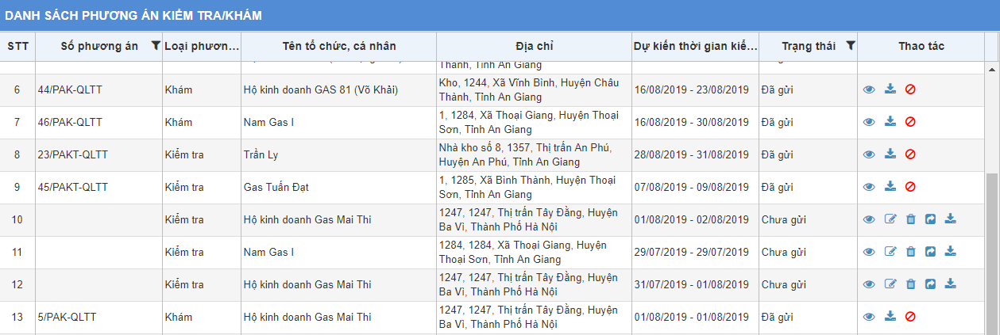 DANH SÁCH PHƯƠNG ÁN KIỂM TRA/KHÁM
STT Số phương án Loại phươn... Tên tổ chức, cá nhân Địa chỉ Dự kiến thời gian kiể... Trạng thái Thao tác
Thành, Tỉnh An Giang
6 44/PAK-QLTT Khám Hộ kinh doanh GAS 81 (Võ Khải) Kho, 1244, Xã Vĩnh Bình, Huyện Châu 16/08/2019 - 23/08/2019 Đã gửi
Thành, Tỉnh An Giang
7 46/PAK-QLTT Khám Nam Gas I 1, 1284, Xã Thoại Giang, Huyện Thoại 16/08/2019 - 30/08/2019 Đã gửi
Sơn, Tỉnh An Giang
8 23/PAKT-QLTT Kiểm tra Trần Ly Nhà kho số 8, 1357, Thị trấn An Phú, 28/08/2019 - 31/08/2019 Đã gửi
Huyện An Phú, Tỉnh An Giang
9 45/PAKT-QLTT Kiểm tra Gas Tuấn Đạt 1, 1285, Xã Bình Thành, Huyện Thoại 07/08/2019 - 09/08/2019 Đã gửi
Sơn, Tỉnh An Giang
10 Kiểm tra Hộ kinh doanh Gas Mai Thi 1247, 1247, Thị trấn Tây Đằng, Huyện 01/08/2019 - 02/08/2019 Chưa gửi
Ba Vì, Thành Phố Hà Nội
11 Kiểm tra Nam Gas I 1284, 1284, Xã Thoại Giang, Huyện 29/07/2019 - 29/07/2019 Chưa gửi
Thoại Sơn, Tỉnh An Giang
12 Kiểm tra Hộ kinh doanh Gas Mai Thi 1247, 1247, Thị trấn Tây Đằng, Huyện 31/07/2019 - 01/08/2019 Chưa gửi
Ba Vì, Thành Phố Hà Nội
13 5/PAK-QLTT Khám Hộ kinh doanh Gas Mai Thi 1247, 1247, Thị trấn Tây Đằng, Huyện 01/08/2019 - 01/08/2019 Đã gửi
Ba Vì, Thành Phố Hà Nội